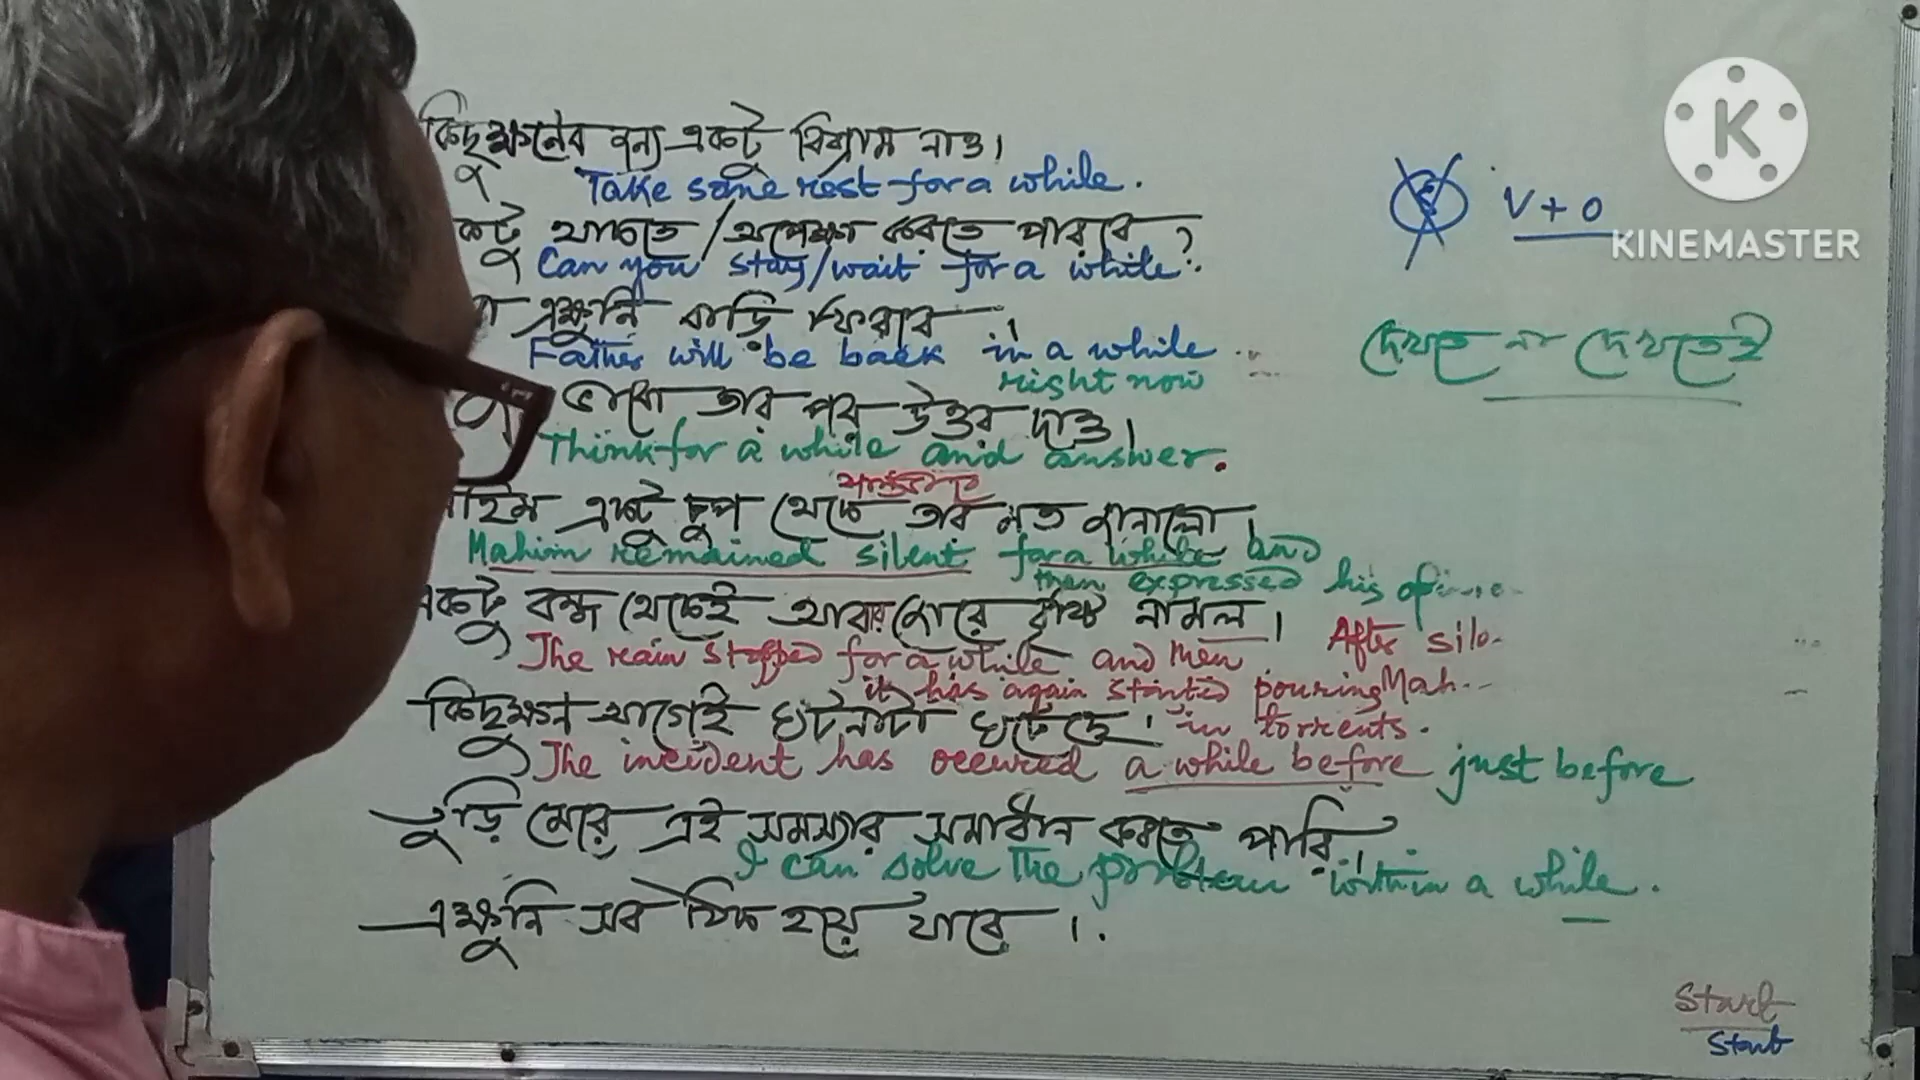 কিছুক্ষনের জন্য একটু বিশ্রাম নাও।
Take some rest for a while.
থাকতে / অপেক্ষা করতে পারবে ?
Can you stay/wait for a while.
এক্ষুনি বাড়ি ফিরবে
Father will be back in a while
right now
ভাবো তার পর উত্তর দাও।
Think for a while and answer.
একটু চুপ থেকে তার মত জানালো
Mahim remained silent for a while and
then expressed his
একটু বন্ধ থেকেই আবার জোরে বৃষ্টি নামল।
The rain stopped for a while and then
it has again started pouring
in torrents.
After
Mah..
কিছুক্ষণ আগেই ঘটনাটা ঘটেছে
The incident has occured a while before just before
তুড়ি মেরে এই সমস্যার সমাধান করতে পারি।
I can solve the problem within a while.
এক্ষুনি সব ঠিক হয়ে যাবে।
V + O
দেখতে না দেখতেই
Start
Start
K
KINEMASTER